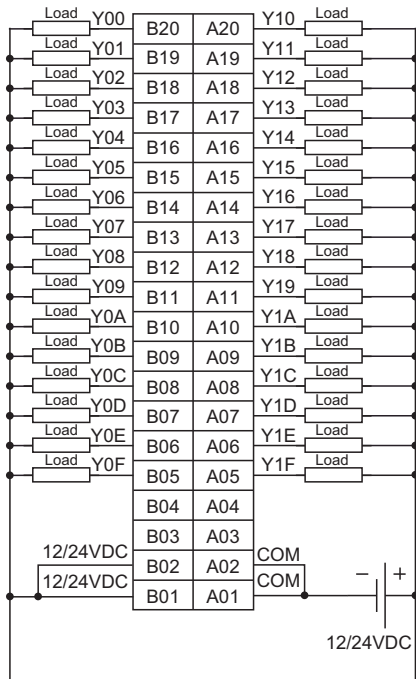 Load Y00 B20 A20 Y10 Load
Load Y01 B19 A19 Y11 Load
Load Y02 B18 A18 Y12 Load
Load Y03 B17 A17 Y13 Load
Load Y04 B16 A16 Y14 Load
Load Y05 B15 A15 Y15 Load
Load Y06 B14 A14 Y16 Load
Load Y07 B13 A13 Y17 Load
Load Y08 B12 A12 Y18 Load
Load Y09 B11 A11 Y19 Load
Load Y0A B10 A10 Y1A Load
Load Y0B B09 A09 Y1B Load
Load Y0C B08 A08 Y1C Load
Load Y0D B07 A07 Y1D Load
Load Y0E B06 A06 Y1E Load
Load Y0F B05 A05 Y1F Load
B04 A04
B03 A03
12/24VDC B02 A02 COM
12/24VDC B01 A01 COM − +
12/24VDC